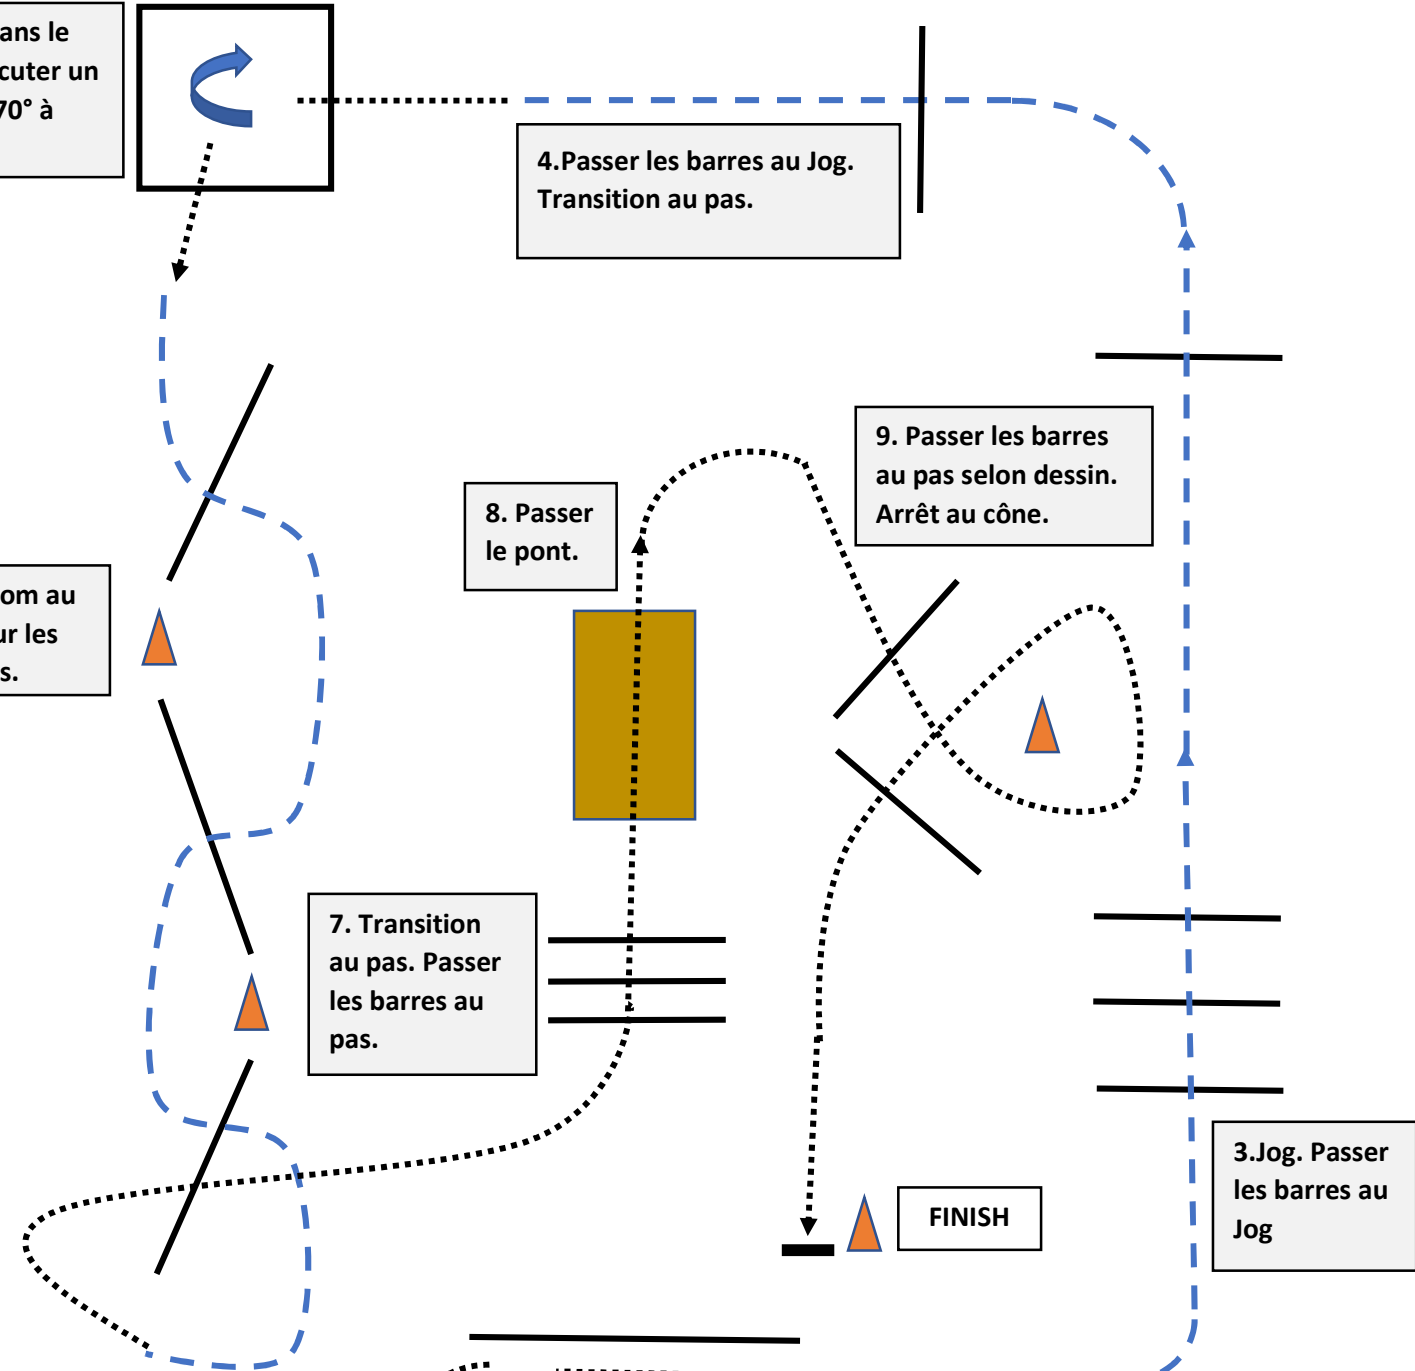 ans le
cuter un
70° à
4.Passer les barres au Jog.
Transition au pas.
9. Passer les barres
au pas selon dessin.
Arrêt au cône.
8. Passer
le pont.
om au
ur les
s.
7. Transition
au pas. Passer
les barres au
pas.
3.Jog. Passer
les barres au
Jog
FINISH